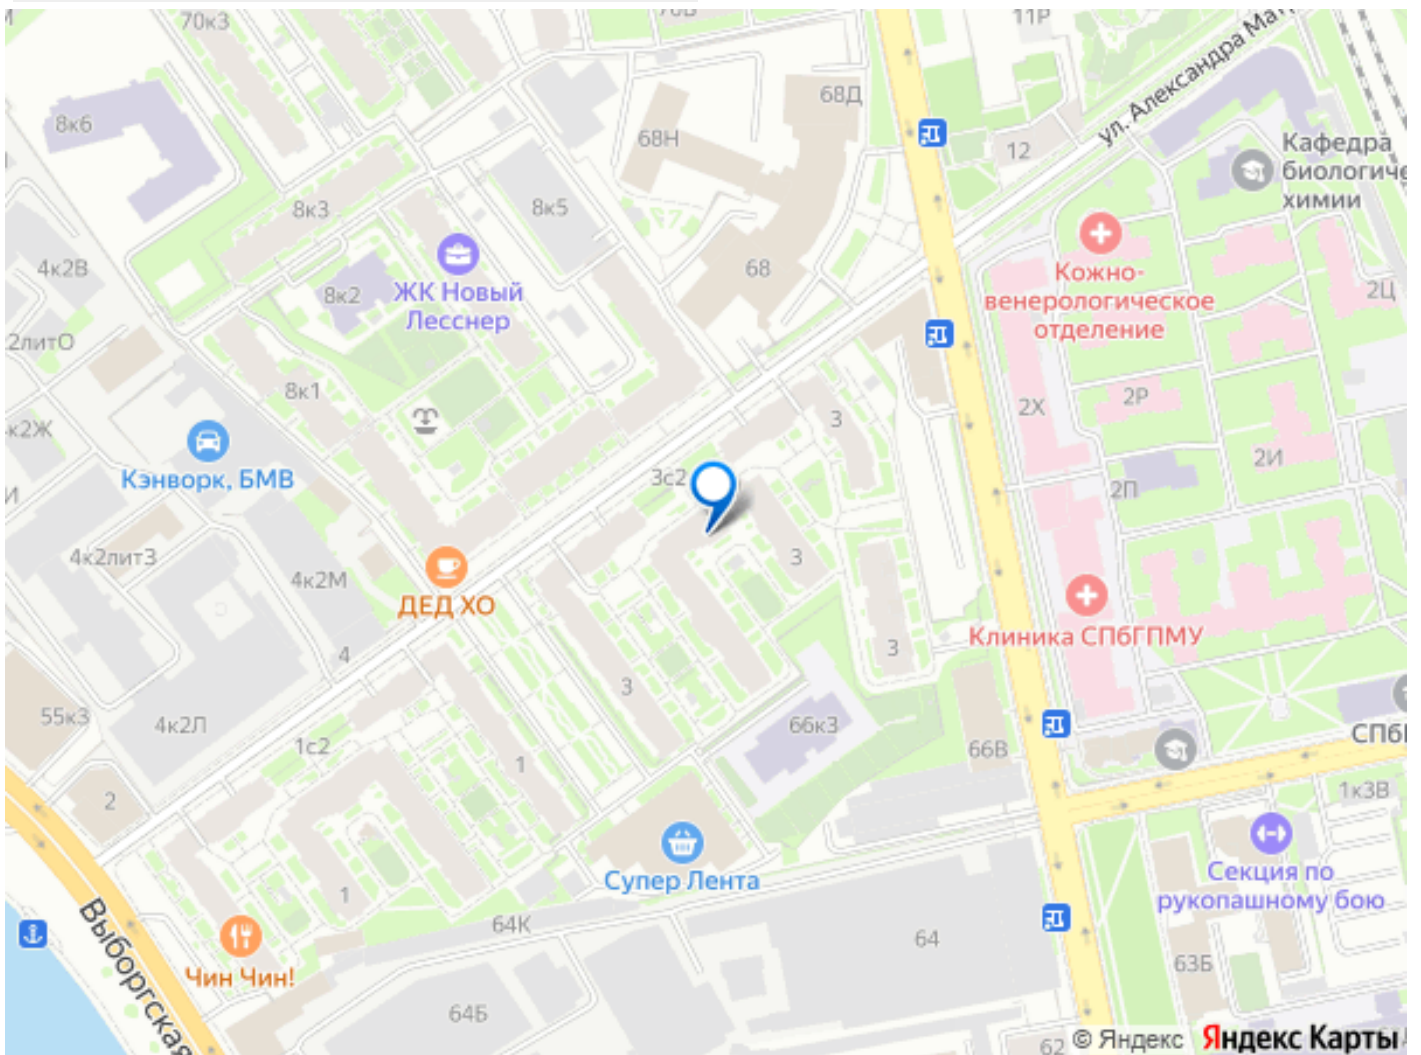 70к3
11Р
ул. Александра Мат
68Д
8к6
68Н
12
Кафедра
биологиче
химии
8к3
8к5
4к2В
ЖК Новый
Лесснер
8к2
68
Кожно-
венерологическое
отделение
2Ц
2литО
8к1
2Х
2Р
3
к2Ж
Кэнворк, БМВ
3с2
2И
2П
И
4к2лит3
4к2М
ДЕД ХО
3
Клиника СПбГПМУ
4
3
3
55к3
4к2Л
1с2
66к3
66В
СПб
1
2
1к3В
Супер Лента
Секция по
рукопашному бою
1
Выборгская
64К
64
Чин Чин!
63Б
64Б
62
© Яндекс
Яндекс Карты